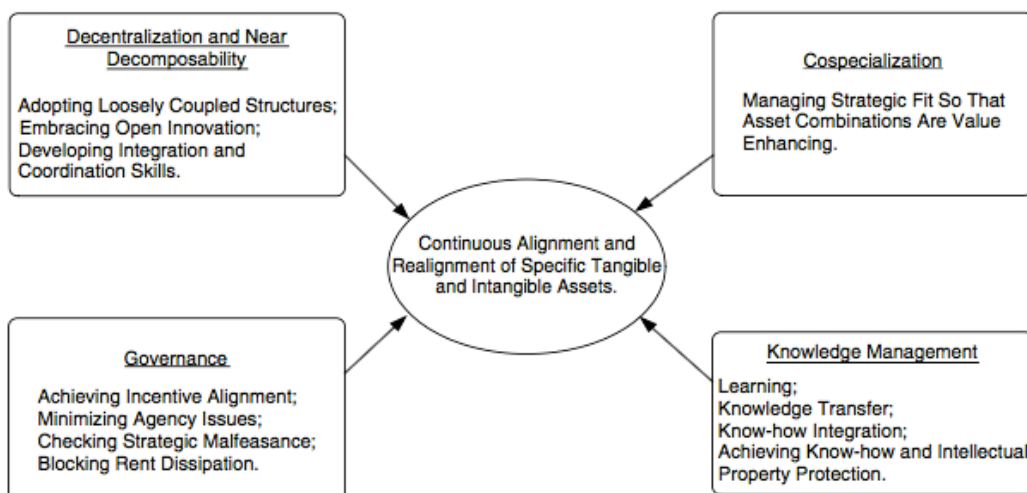 Decentralization and Near
Decomposability
Adopting Loosely Coupled Structures;
Embracing Open Innovation;
Developing Integration and
Coordination Skills.
Cospecialization
Managing Strategic Fit So That
Asset Combinations Are Value
Enhancing.
Continuous Alignment and
Realignment of Specific Tangible
and Intangible Assets.
Governance
Achieving Incentive Alignment;
Minimizing Agency Issues;
Checking Strategic Malfeasance;
Blocking Rent Dissipation.
Knowledge Management
Learning;
Knowledge Transfer;
Know-how Integration;
Achieving Know-how and Intellectual
Property Protection.